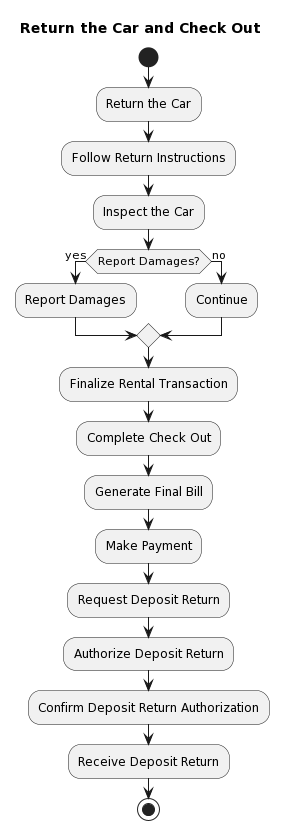 Return the Car and Check Out
Return the Car
Follow Return Instructions
Inspect the Car
yes
Report Damages?
no
Report Damages
Continue
Finalize Rental Transaction
Complete Check Out
Generate Final Bill
Make Payment
Request Deposit Return
Authorize Deposit Return
Confirm Deposit Return Authorization
Receive Deposit Return